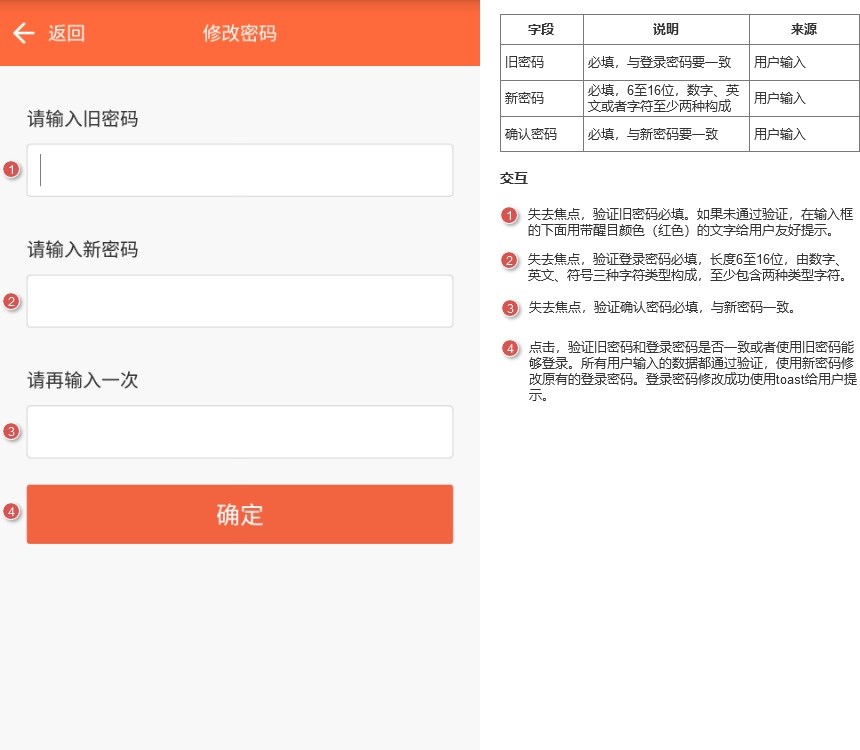 返回
修改密码
请输入旧密码
1
请输入新密码
2
请再输入一次
3
4
确定
字段 说明 来源
旧密码 必填，与登录密码要一致 用户输入
新密码 必填，6至16位，数字、英
文或者字符至少两种构成 用户输入
确认密码 必填，与新密码要一致 用户输入
交互
1 失去焦点，验证旧密码必填。如果未通过验证，在输入框
的下面用带醒目颜色（红色）的文字给用户友好提示。
2 失去焦点，验证登录密码必填，长度6至16位，由数字、
英文、符号三种字符类型构成，至少包含两种类型字符。
3 失去焦点，验证确认密码必填，与新密码一致。
4 点击，验证旧密码和登录密码是否一致或者使用旧密码能
够登录。所有用户输入的数据都通过验证，使用新密码修
改原有的登录密码。登录密码修改成功使用toast给用户提
示。